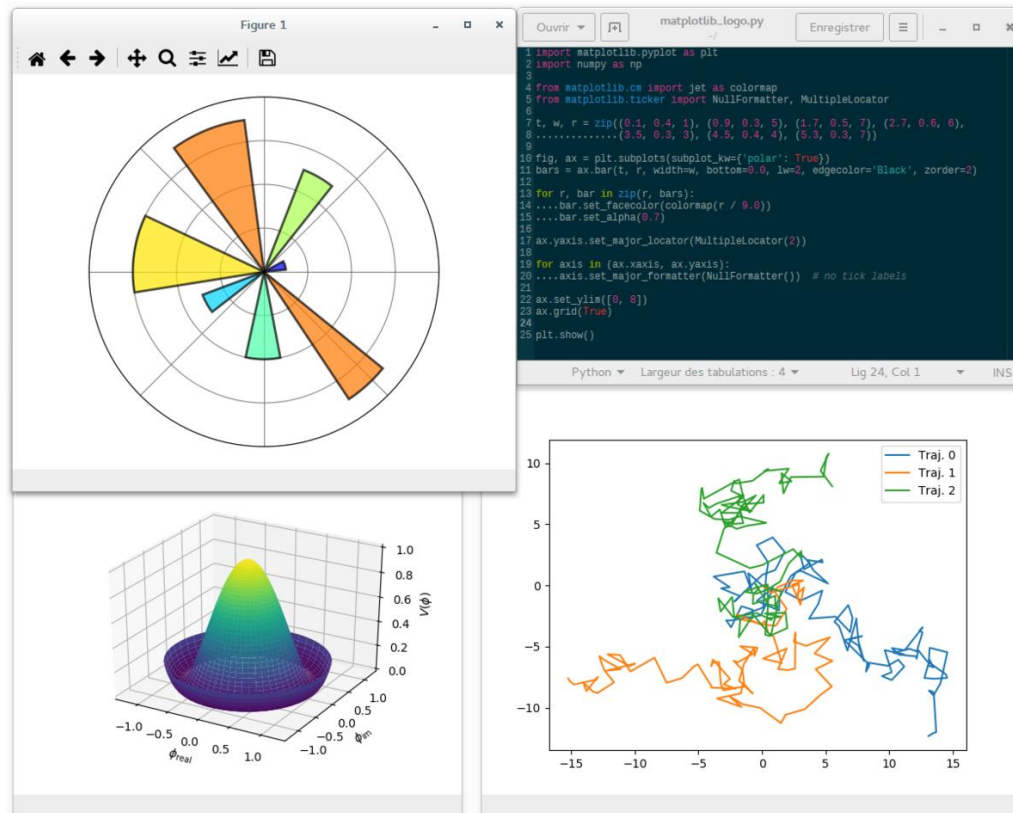 Figure 1
Ouvrir
matplotlib_logo.py
~/
Enregistrer
1 import matplotlib.pyplot as plt
2 import numpy as np
3
4 from matplotlib.cm import jet as colormap
5 from matplotlib.ticker import NullFormatter, MultipleLocator
6
7 t, w, r = zip((0.1, 0.4, 1), (0.9, 0.3, 5), (1.7, 0.5, 7), (2.7, 0.6, 6),
8 ..............(3.5, 0.3, 3), (4.5, 0.4, 4), (5.3, 0.3, 7))
9
10 fig, ax = plt.subplots(subplot_kw={'polar': True})
11 bars = ax.bar(t, r, width=w, bottom=0.0, lw=2, edgecolor='Black', zorder=2)
12
13 for r, bar in zip(r, bars):
14 ....bar.set_facecolor(colormap(r / 9.0))
15 ....bar.set_alpha(0.7)
16
17 ax.yaxis.set_major_locator(MultipleLocator(2))
18
19 for axis in (ax.xaxis, ax.yaxis):
20 ....axis.set_major_formatter(NullFormatter())  # no tick labels
21
22 ax.set_ylim([0, 8])
23 ax.grid(True)
24
25 plt.show()
Python Largeur des tabulations : 4 Lig 24, Col 1 INS
1.0
0.8
0.6
0.4
0.2
0.0
V(ϕ)
−1.0 −0.5 0.0 0.5 1.0
ϕreal
−1.0 −0.5 0.0 0.5 1.0
ϕim
Traj. 0
Traj. 1
Traj. 2
10
5
0
−5
−10
−15 −10 −5 0 5 10 15